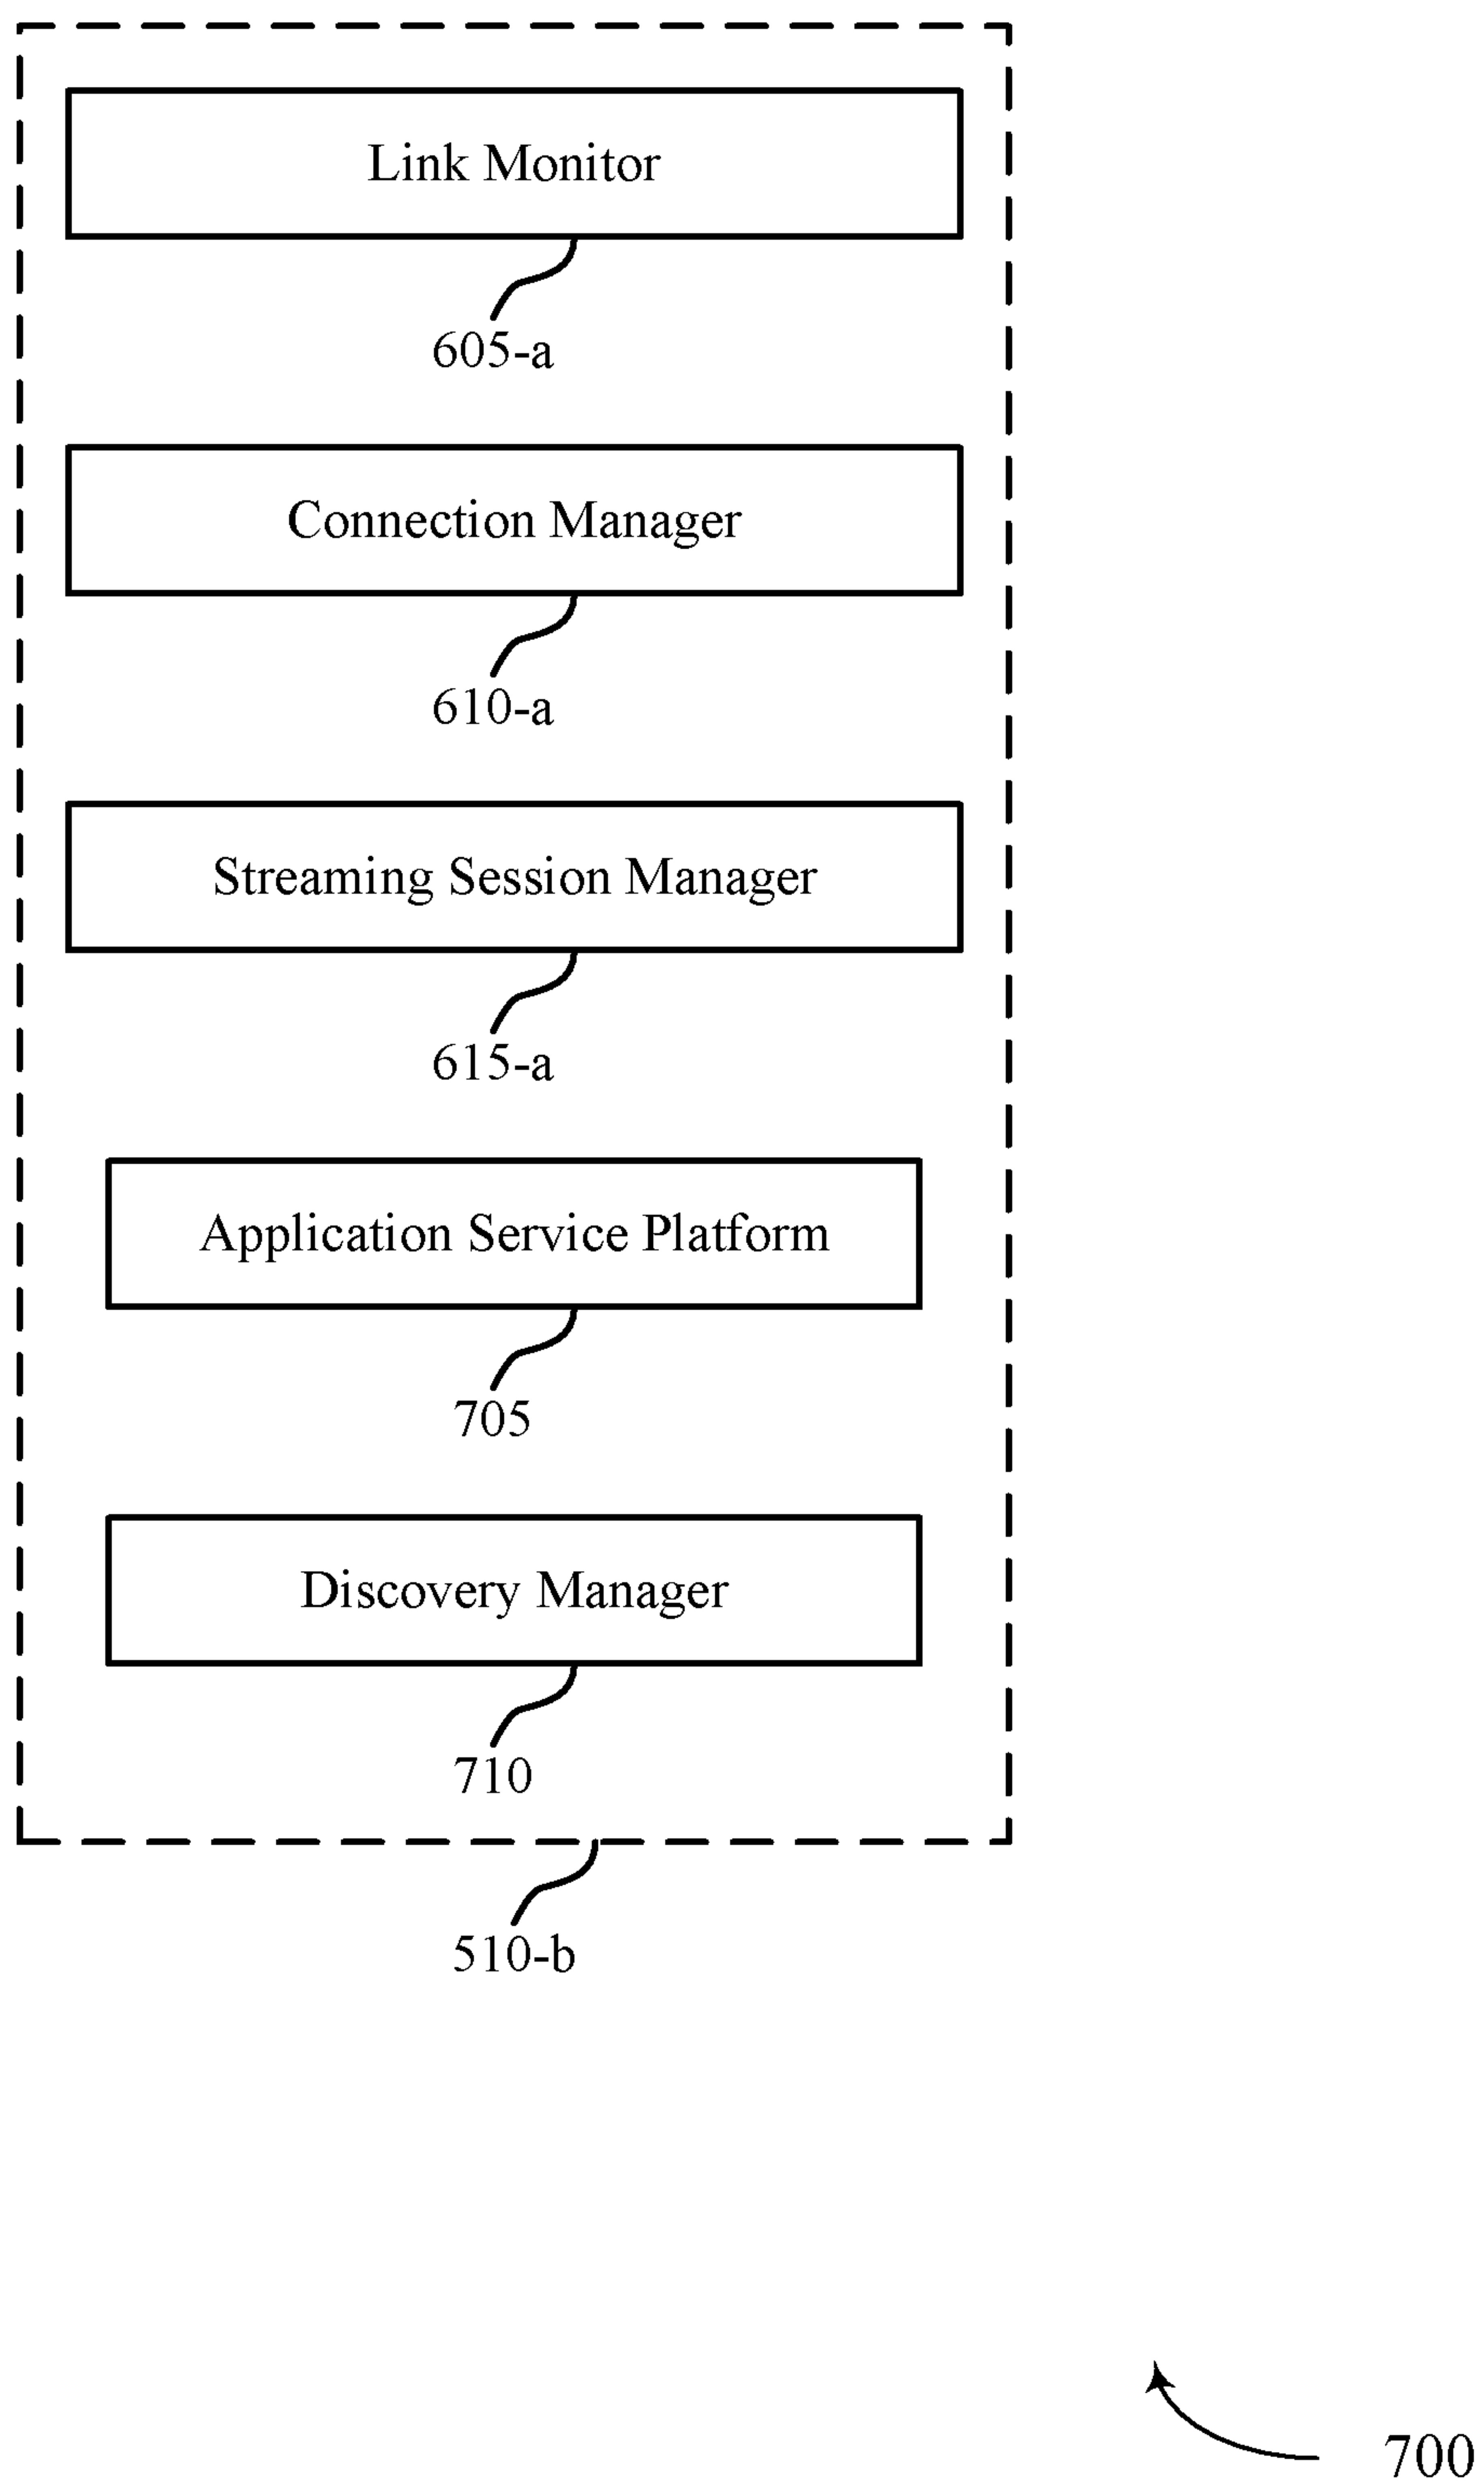 Link Monitor
605-a
Connection Manager
610-a
Streaming Session Manager
615-a
Application Service Platform
705
Discovery Manager
710
510-b
700